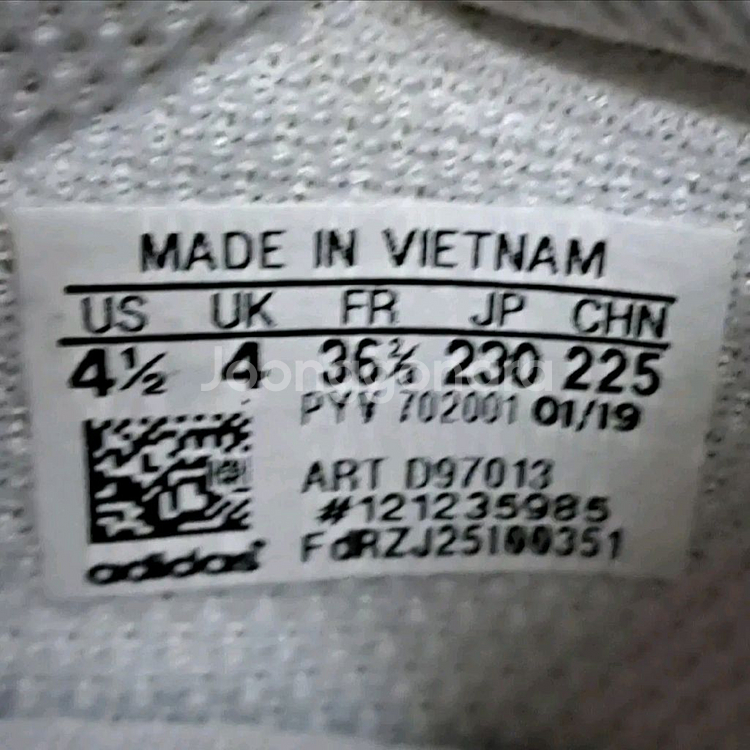 MADE IN VIETNAM
US UK FR JP CHN
4½ 4 36⅔ 230 225
PYV 702001 01/19
ART D97013
#121235985
adidas